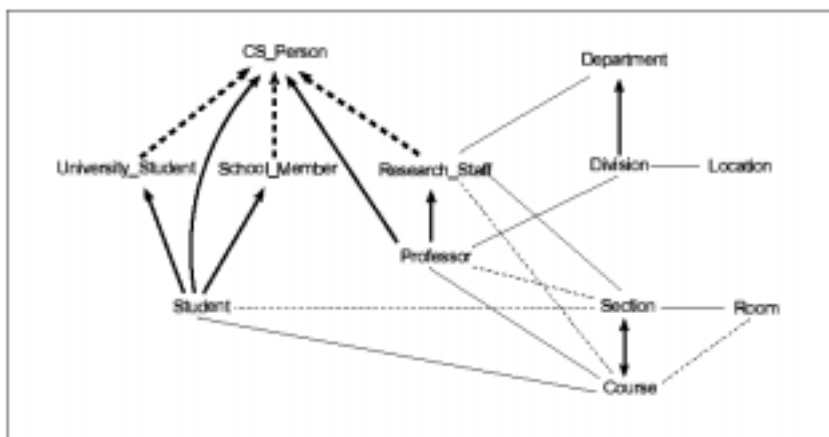 CS_Person
Department
University_Student
School_Member
Research_Staff
Division
Location
Professor
Student
Section
Room
Course